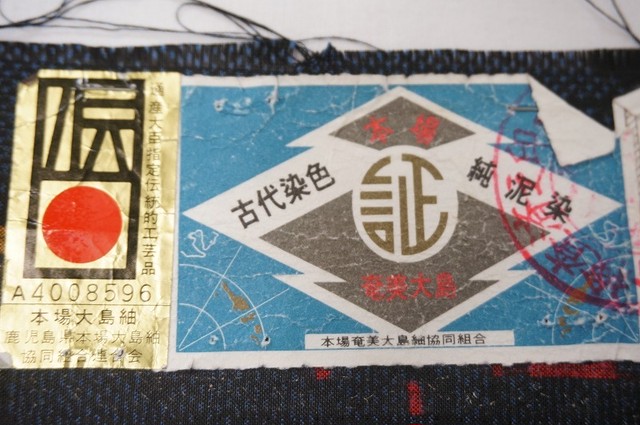 伝
通産大臣指定伝統的工芸品
A4008596
本場大島紬
鹿児島県本場大島紬
協同組合連合会
本場
古代染色
証
純泥染
奄美大島
本場奄美大島紬協同組合